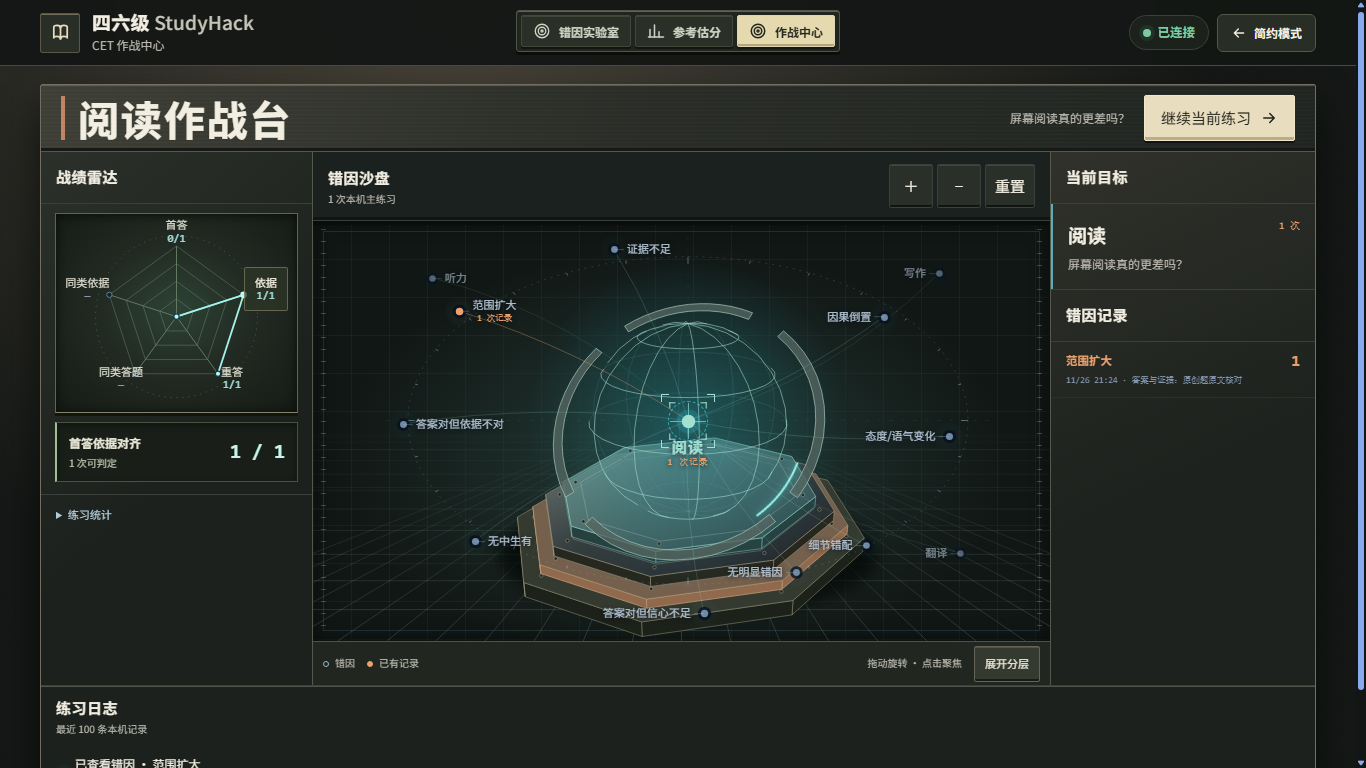 四六级 StudyHack
CET 作战中心
错因实验室
参考估分
作战中心
已连接
简约模式
阅读作战台
屏幕阅读真的更差吗？
继续当前练习
战绩雷达
首答
0/1
同类依据
—
依据
1/1
同类答题
—
重答
1/1
首答依据对齐
1 次可判定
1 / 1
练习统计
错因沙盘
1 次本机主练习
+
−
重置
证据不足
听力
写作
范围扩大
1 次记录
因果倒置
答案对但依据不对
态度/语气变化
阅读
1 次记录
无中生有
细节错配
翻译
无明显错因
答案对但信心不足
错因
已有记录
拖动旋转 · 点击聚焦
展开分层
当前目标
阅读
1 次
屏幕阅读真的更差吗？
错因记录
范围扩大
1
11/26 21:24 · 答案与证据：原创题原文核对
练习日志
最近 100 条本机记录
已查看错因 · 范围扩大